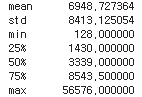 mean 6948,727364
std 8413,125054
min 128,000000
25% 1430,000000
50% 3339,000000
75% 8543,500000
max 56576,000000